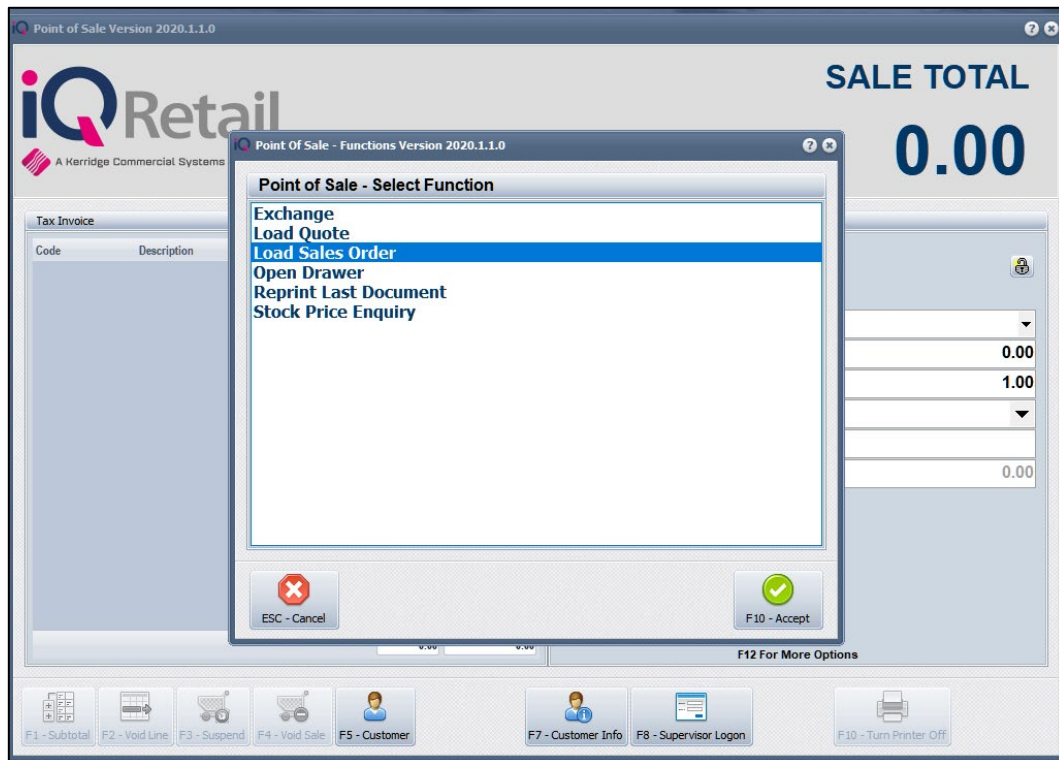 Point of Sale Version 2020.1.1.0
SALE TOTAL
iQ Retail
A Kerridge Commercial Systems
0.00
Point Of Sale - Functions Version 2020.1.1.0
Point of Sale - Select Function
Exchange
Load Quote
Load Sales Order
Open Drawer
Reprint Last Document
Stock Price Enquiry
Tax Invoice
Code Description
0.00
1.00
0.00
ESC - Cancel
F10 - Accept
0.00 0.00
F12 For More Options
F1 - Subtotal
F2 - Void Line
F3 - Suspend
F4 - Void Sale
F5 - Customer
F7 - Customer Info
F8 - Supervisor Logon
F10 - Turn Printer Off